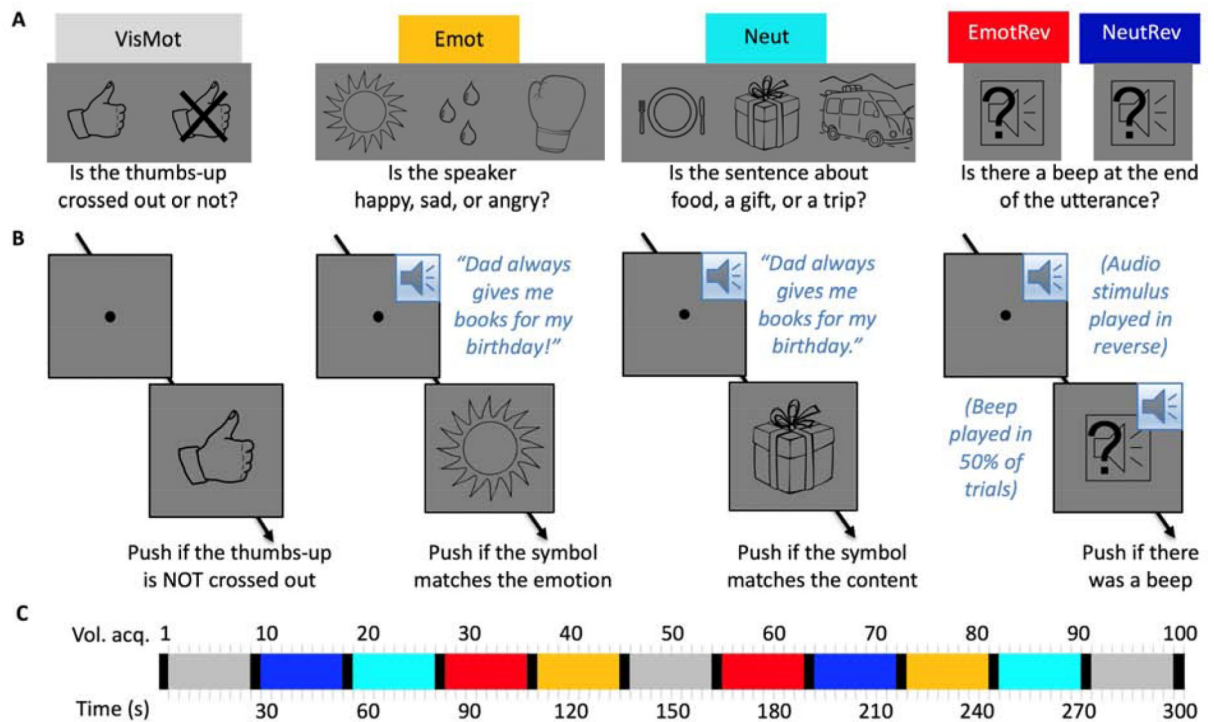 A
VisMot
Emot
Neut
EmotRev
NeutRev
?
?
Is the thumbs-up
crossed out or not?
Is the speaker
happy, sad, or angry?
Is the sentence about
food, a gift, or a trip?
Is there a beep at the end
of the utterance?
B
“Dad always
gives me
books for my
birthday!”
“Dad always
gives me
books for my
birthday.”
(Audio
stimulus
played in
reverse)
(Beep
played in
50% of
trials)
?
Push if the thumbs-up
is NOT crossed out
Push if the symbol
matches the emotion
Push if the symbol
matches the content
Push if there
was a beep
C
Vol. acq. 1 10 20 30 40 50 60 70 80 90 100
Time (s) 30 60 90 120 150 180 210 240 270 300